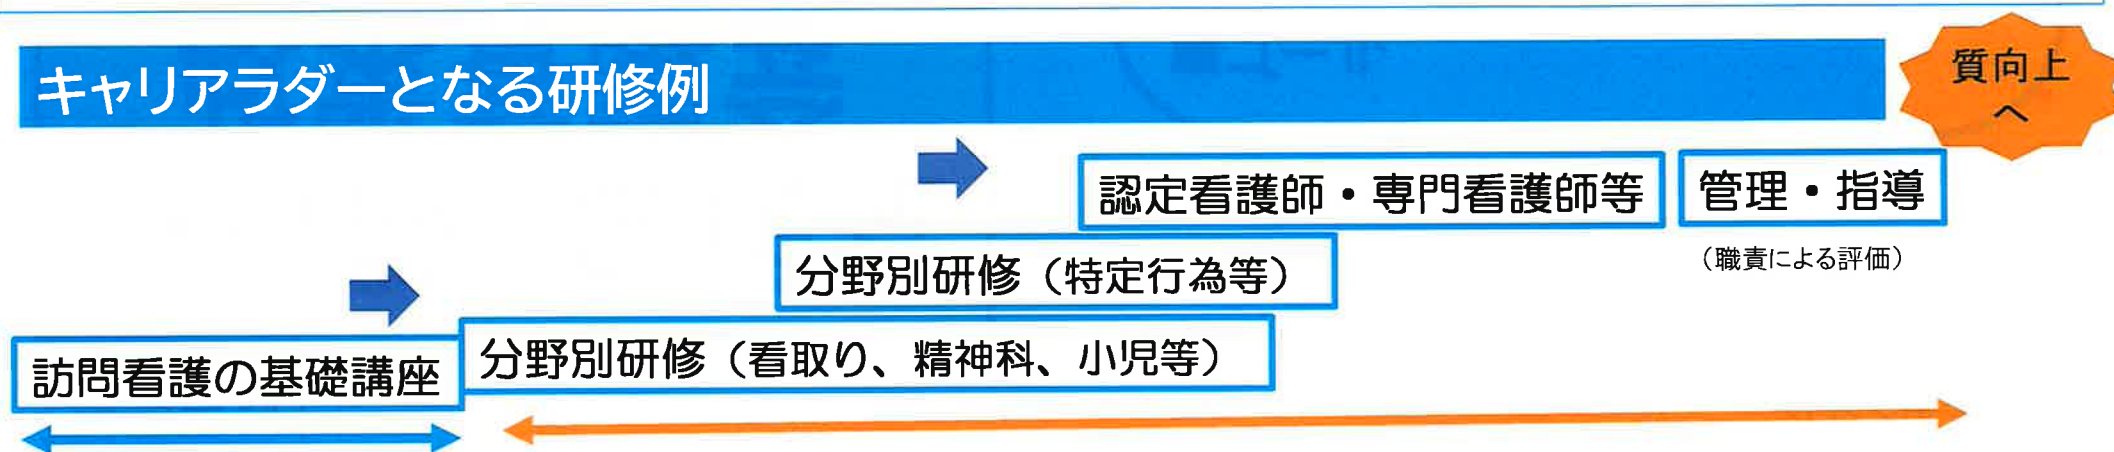 キャリアラダーとなる研修例
質向上
へ
認定看護師・専門看護師等
管理・指導
(職責による評価)
分野別研修(特定行為等)
分野別研修(看取り、精神科、小児等)
訪問看護の基礎講座